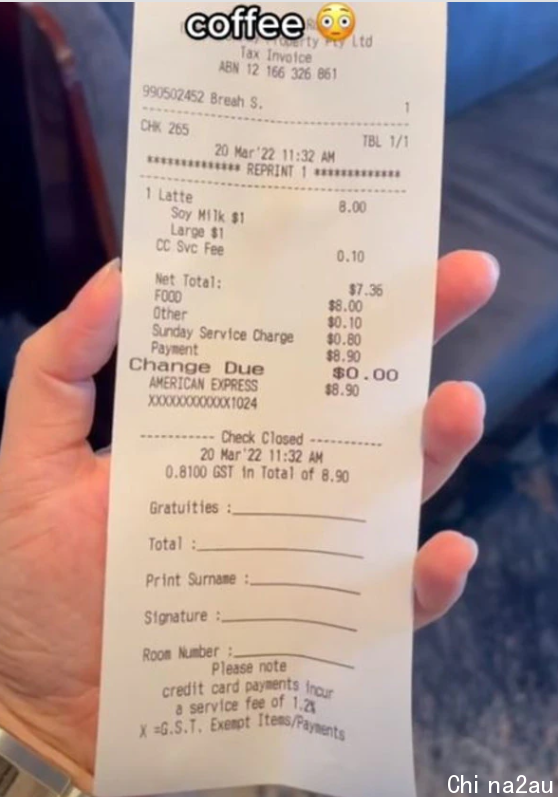 coffee
Property Pty Ltd
Tax Invoice
ABN 12 166 326 861
990502452 Breah S. 1
CHK 265 TBL 1/1
20 Mar'22 11:32 AM
************** REPRINT 1 *************
1 Latte 8.00
Soy Milk $1
Large $1
CC Svc Fee 0.10
Net Total: $7.36
FOOD $8.00
Other $0.10
Sunday Service Charge $0.80
Payment $8.90
Change Due $0.00
AMERICAN EXPRESS $8.90
XXXXXXXXXXXX1024
---------- Check Closed ----------
20 Mar'22 11:32 AM
0.8100 GST in Total of 8.90
Gratuities :
Total :
Print Surname :
Signature :
Room Number :
Please note
credit card payments incur
a service fee of 1.2%
X =G.S.T. Exempt Items/Payments
China2au